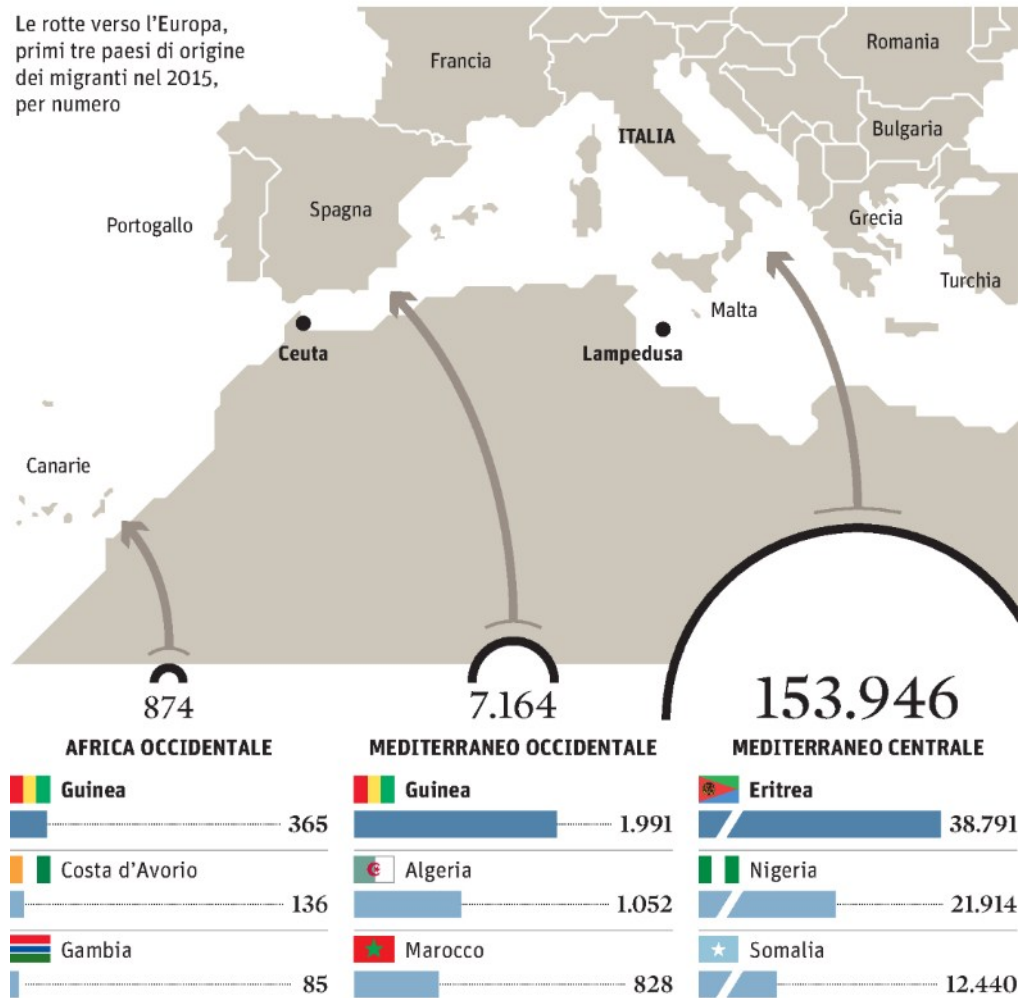 Le rotte verso l'Europa,
primi tre paesi di origine
dei migranti nel 2015,
per numero
Francia
Romania
ITALIA
Bulgaria
Portogallo
Spagna
Grecia
Turchia
Malta
Ceuta
Lampedusa
Canarie
874
AFRICA OCCIDENTALE
Guinea
365
Costa d'Avorio
136
Gambia
85
7.164
MEDITERRANEO OCCIDENTALE
Guinea
1.991
Algeria
1.052
Marocco
828
153.946
MEDITERRANEO CENTRALE
Eritrea
38.791
Nigeria
21.914
Somalia
12.440